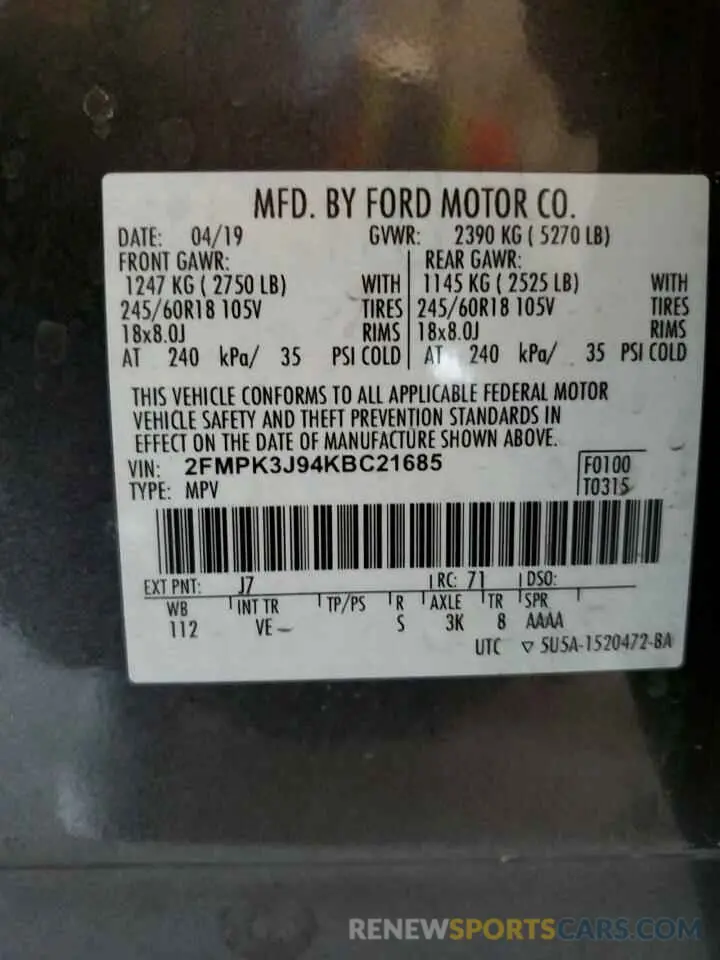 MFD. BY FORD MOTOR CO.
DATE: 04/19 GVWR: 2390 KG ( 5270 LB)
FRONT GAWR: REAR GAWR:
1247 KG ( 2750 LB) WITH 1145 KG ( 2525 LB) WITH
245/60R18 105V TIRES 245/60R18 105V TIRES
18x8.0J RIMS 18x8.0J RIMS
AT 240 kPa/ 35 PSI COLD AT 240 kPa/ 35 PSI COLD
THIS VEHICLE CONFORMS TO ALL APPLICABLE FEDERAL MOTOR
VEHICLE SAFETY AND THEFT PREVENTION STANDARDS IN
EFFECT ON THE DATE OF MANUFACTURE SHOWN ABOVE.
VIN: 2FMPK3J94KBC21685 F0100
TYPE: MPV T0315
EXT PNT: J7 RC: 71 DSO:
WB INT TR TP/PS R AXLE TR SPR
112 VE– S 3K 8 AAAA
UTC ▽ 5U5A-1520472-BA
RENEWSPORTSCARS.COM